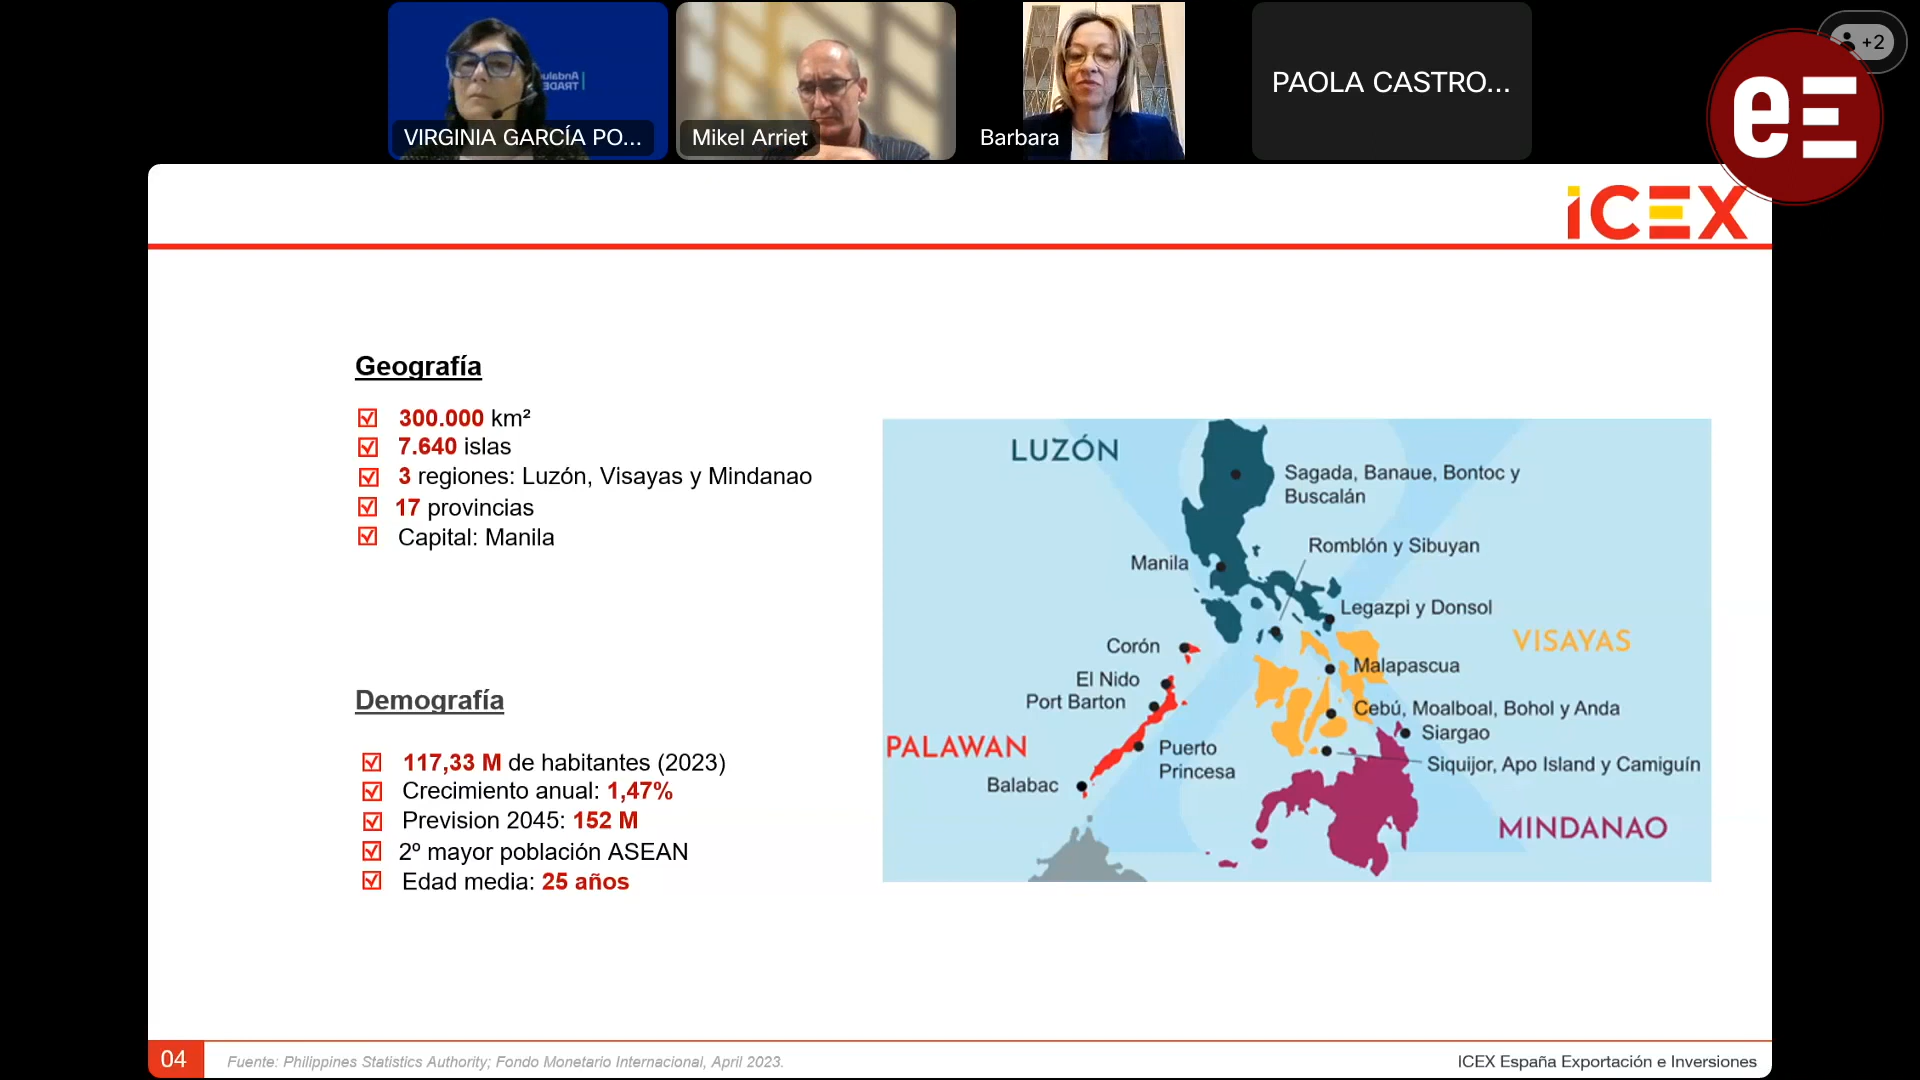 VIRGINIA GARCÍA PO...
Mikel Arriet
Barbara
PAOLA CASTRO...
+2
eE
iCEX
Geografía
300.000 km²
7.640 islas
3 regiones: Luzón, Visayas y Mindanao
17 provincias
Capital: Manila
Demografía
117,33 M de habitantes (2023)
Crecimiento anual: 1,47%
Prevision 2045: 152 M
2º mayor población ASEAN
Edad media: 25 años
LUZÓN
Sagada, Banaue, Bontoc y
Buscalán
Romblón y Sibuyan
Manila
Legazpi y Donsol
VISAYAS
Corón
Malapascua
El Nido
Port Barton
Cebú, Moalboal, Bohol y Anda
Siargao
PALAWAN
Puerto
Princesa
Siquijor, Apo Island y Camiguín
Balabac
MINDANAO
04
Fuente: Philippines Statistics Authority; Fondo Monetario Internacional, April 2023.
ICEX España Exportación e Inversiones